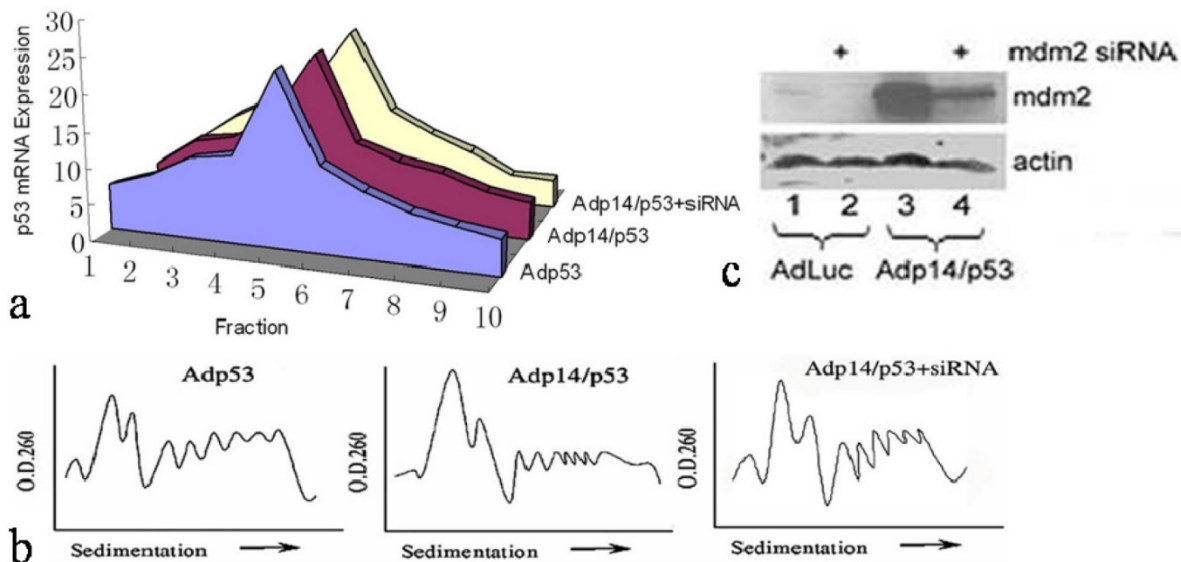 30
25
20
15
10
5
0
p53 mRNA Expression
1 2 3 4 5 6 7 8 9 10
Fraction
Adp14/p53+siRNA
Adp14/p53
Adp53
a
+ + mdm2 siRNA
mdm2
actin
1 2 3 4
AdLuc Adp14/p53
c
Adp53
O.D.260
Sedimentation
Adp14/p53
O.D.260
Sedimentation
Adp14/p53+siRNA
O.D.260
Sedimentation
b